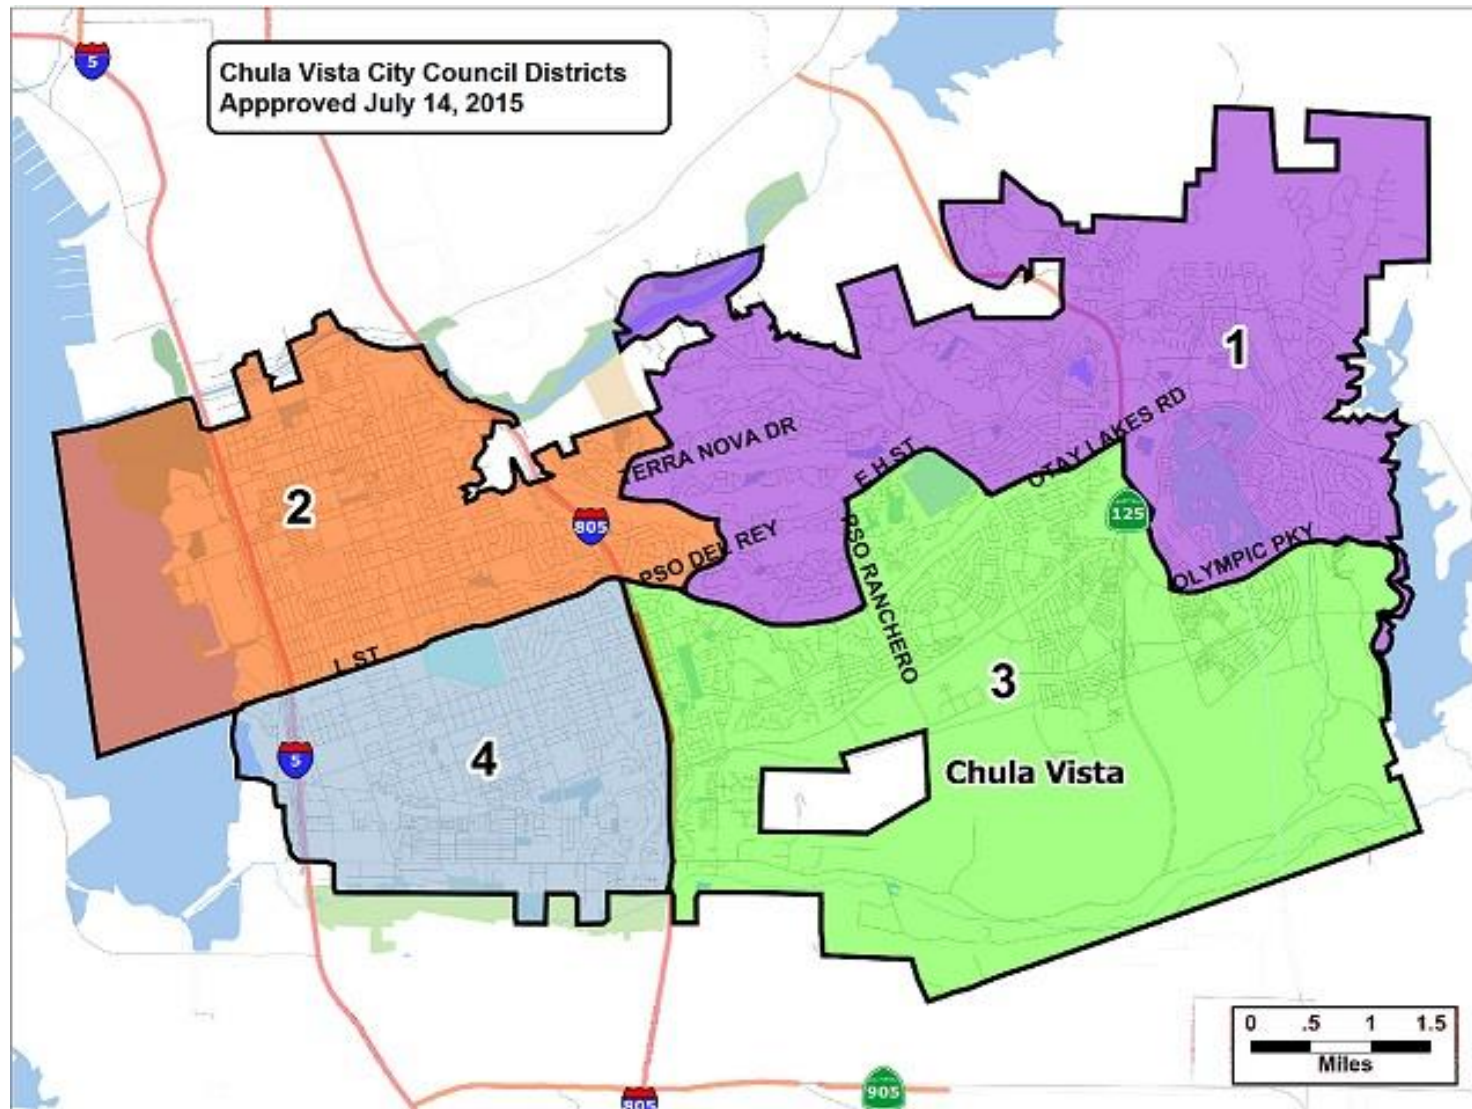 5
Chula Vista City Council Districts
Appproved July 14, 2015
1
TERRA NOVA DR
OTAY LAKES RD
E H ST
2
805
125
PSO DEL REY
PSO RANCHERO
OLYMPIC PKY
L ST
3
4
5
Chula Vista
0 .5 1 1.5
Miles
905
805